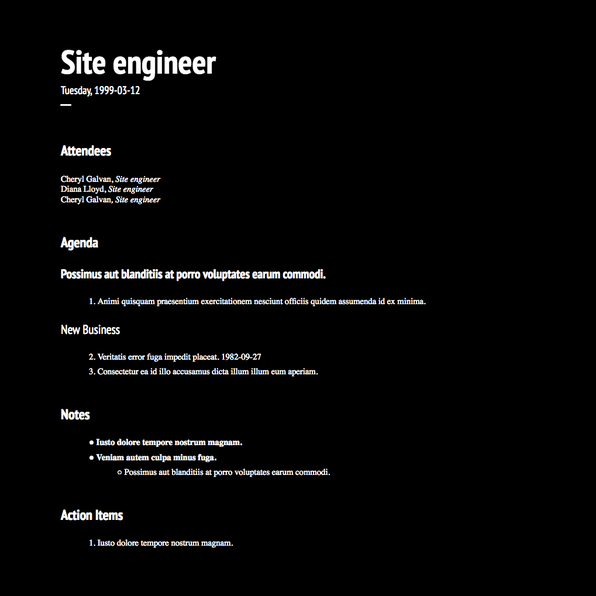 Site engineer
Tuesday, 1999-03-12
Attendees
Cheryl Galvan, Site engineer
Diana Lloyd, Site engineer
Cheryl Galvan, Site engineer
Agenda
Possimus aut blanditiis at porro voluptates earum commodi.
1. Animi quisquam praesentium exercitationem nesciunt officiis quidem assumenda id ex minima.
New Business
2. Veritatis error fuga impedit placeat. 1982-09-27
3. Consectetur ea id illo accusamus dicta illum illum eum aperiam.
Notes
● Iusto dolore tempore nostrum magnam.
● Veniam autem culpa minus fuga.
○ Possimus aut blanditiis at porro voluptates earum commodi.
Action Items
1. Iusto dolore tempore nostrum magnam.